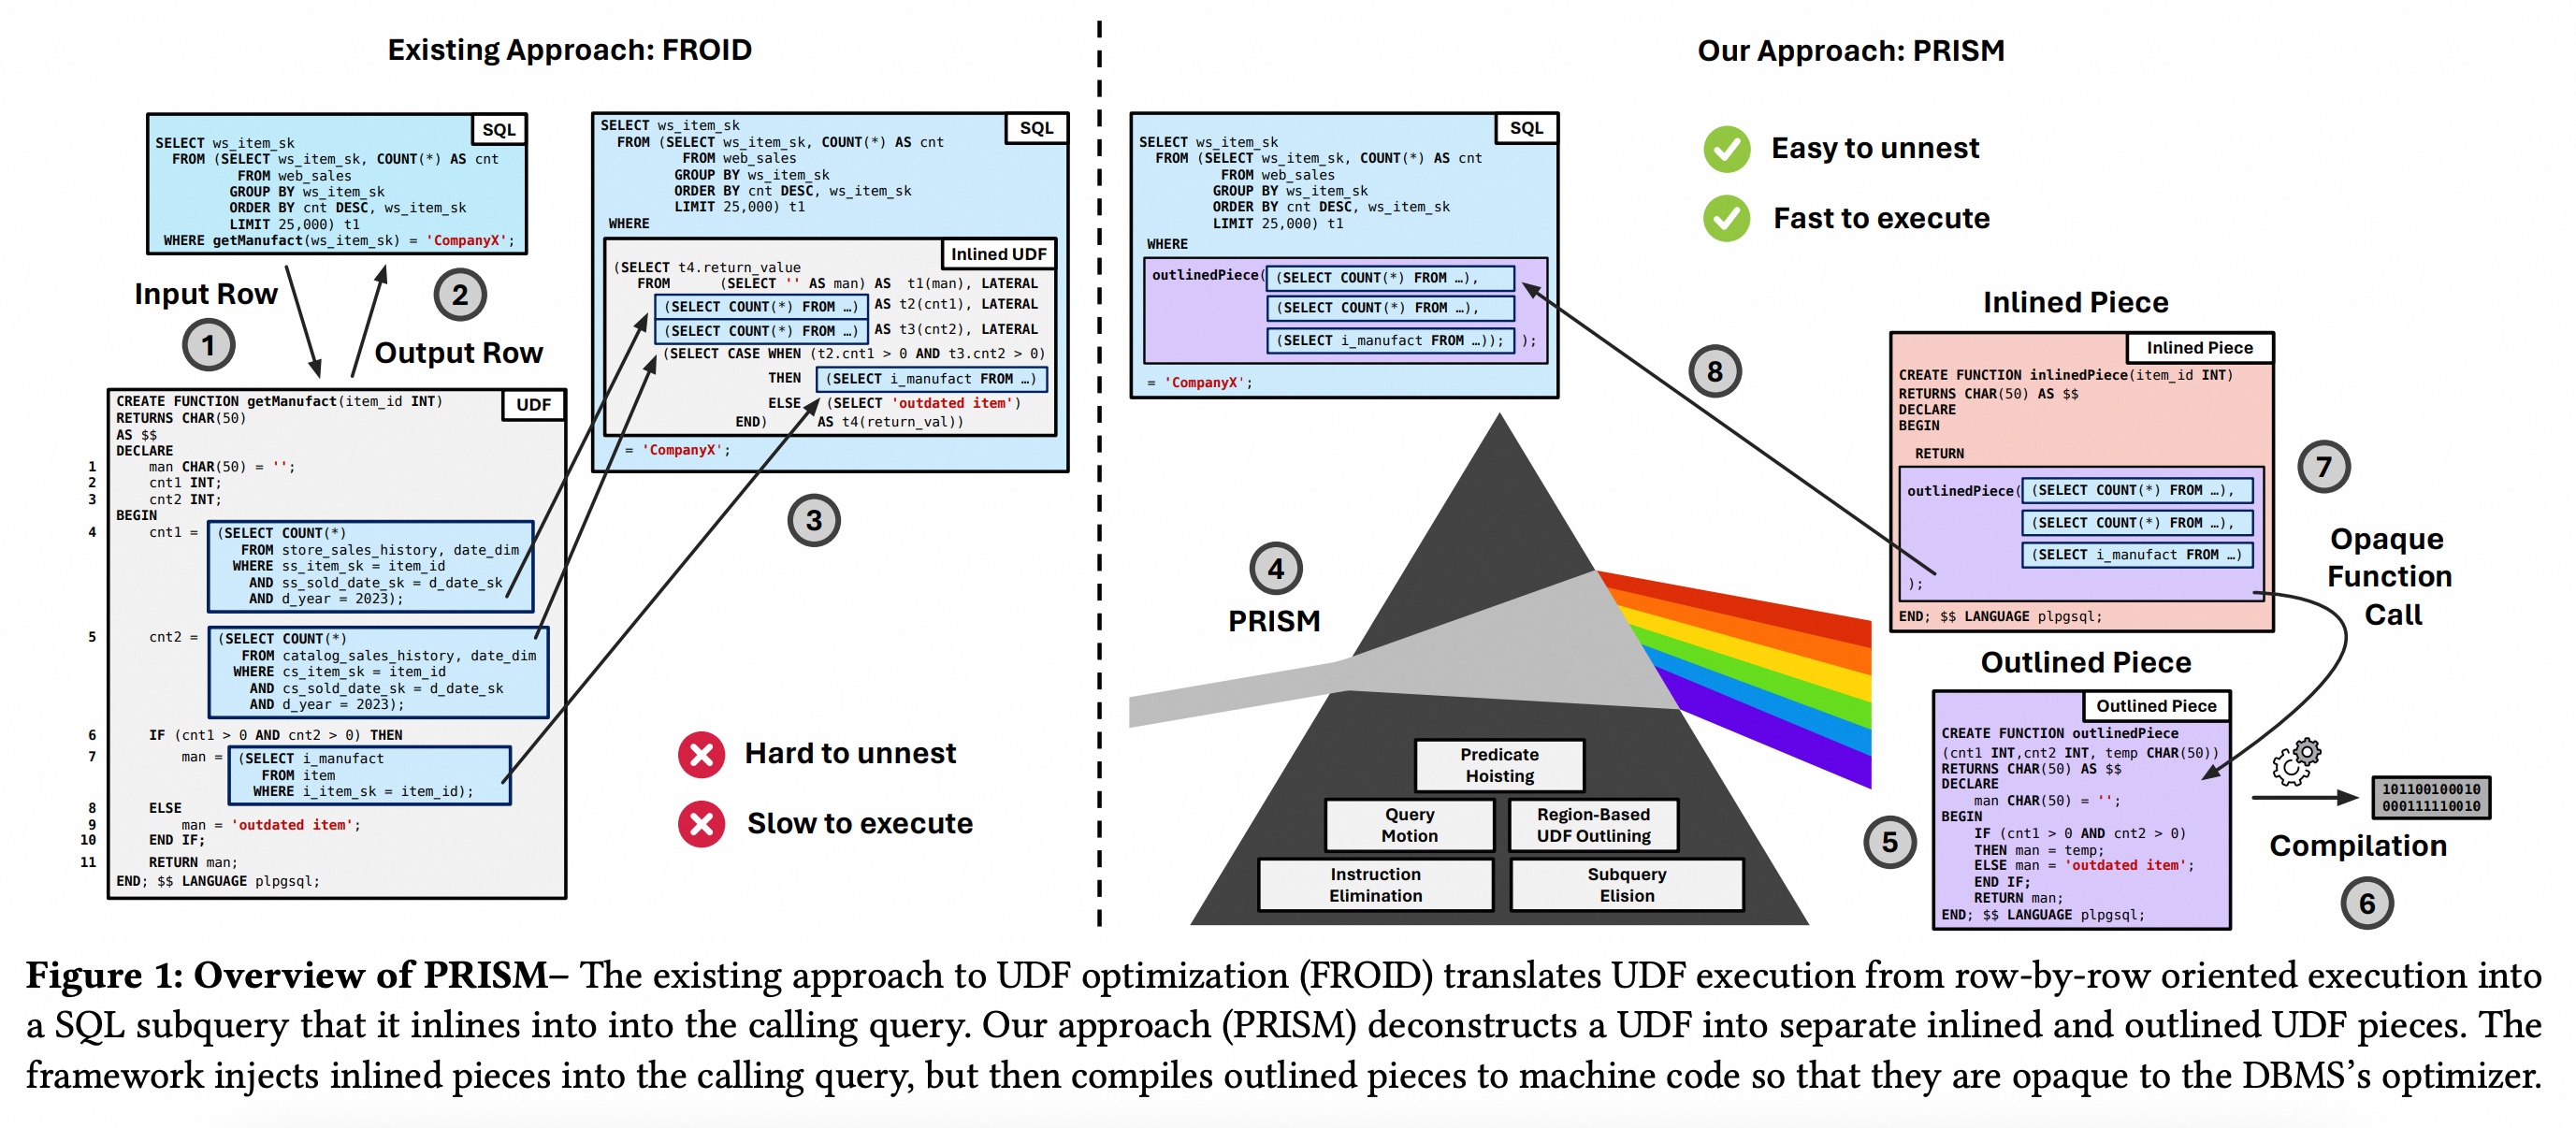 Existing Approach: FROID
SQL
SELECT ws_item_sk
FROM (SELECT ws_item_sk, COUNT(*) AS cnt
FROM web_sales
GROUP BY ws_item_sk
ORDER BY cnt DESC, ws_item_sk
LIMIT 25,000) t1
WHERE getManufact(ws_item_sk) = 'CompanyX';
Input Row
1
2
Output Row
UDF
CREATE FUNCTION getManufact(item_id INT)
RETURNS CHAR(50)
AS $$
DECLARE
1 man CHAR(50) = '';
2 cnt1 INT;
3 cnt2 INT;
BEGIN
4 cnt1 = (SELECT COUNT(*)
FROM store_sales_history, date_dim
WHERE ss_item_sk = item_id
AND ss_sold_date_sk = d_date_sk
AND d_year = 2023);
5 cnt2 = (SELECT COUNT(*)
FROM catalog_sales_history, date_dim
WHERE cs_item_sk = item_id
AND cs_sold_date_sk = d_date_sk
AND d_year = 2023);
6 IF (cnt1 > 0 AND cnt2 > 0) THEN
7 man = (SELECT i_manufact
FROM item
WHERE i_item_sk = item_id);
8 ELSE
9 man = 'outdated item';
10 END IF;
11 RETURN man;
END; $$ LANGUAGE plpgsql;
SQL
SELECT ws_item_sk
FROM (SELECT ws_item_sk, COUNT(*) AS cnt
FROM web_sales
GROUP BY ws_item_sk
ORDER BY cnt DESC, ws_item_sk
LIMIT 25,000) t1
WHERE
Inlined UDF
(SELECT t4.return_value
FROM (SELECT '' AS man) AS t1(man), LATERAL
(SELECT COUNT(*) FROM …) AS t2(cnt1), LATERAL
(SELECT COUNT(*) FROM …) AS t3(cnt2), LATERAL
(SELECT CASE WHEN (t2.cnt1 > 0 AND t3.cnt2 > 0)
THEN (SELECT i_manufact FROM …)
ELSE (SELECT 'outdated item')
END) AS t4(return_val))
= 'CompanyX';
3
Hard to unnest
Slow to execute
Our Approach: PRISM
SQL
SELECT ws_item_sk
FROM (SELECT ws_item_sk, COUNT(*) AS cnt
FROM web_sales
GROUP BY ws_item_sk
ORDER BY cnt DESC, ws_item_sk
LIMIT 25,000) t1
WHERE
outlinedPiece( (SELECT COUNT(*) FROM …),
(SELECT COUNT(*) FROM …),
(SELECT i_manufact FROM …)); );
= 'CompanyX';
Easy to unnest
Fast to execute
8
4
PRISM
Predicate
Hoisting
Query
Motion
Region-Based
UDF Outlining
Instruction
Elimination
Subquery
Elision
Inlined Piece
Inlined Piece
CREATE FUNCTION inlinedPiece(item_id INT)
RETURNS CHAR(50) AS $$
DECLARE
BEGIN
RETURN
outlinedPiece( (SELECT COUNT(*) FROM …),
(SELECT COUNT(*) FROM …),
(SELECT i_manufact FROM …)
);
END; $$ LANGUAGE plpgsql;
7
Opaque
Function
Call
Outlined Piece
Outlined Piece
CREATE FUNCTION outlinedPiece
(cnt1 INT,cnt2 INT, temp CHAR(50))
RETURNS CHAR(50) AS $$
DECLARE
man CHAR(50) = '';
BEGIN
IF (cnt1 > 0 AND cnt2 > 0)
THEN man = temp;
ELSE man = 'outdated item';
END IF;
RETURN man;
END; $$ LANGUAGE plpgsql;
5
101100100010
000111110010
Compilation
6
Figure 1: Overview of PRISM– The existing approach to UDF optimization (FROID) translates UDF execution from row-by-row oriented execution into
a SQL subquery that it inlines into into the calling query. Our approach (PRISM) deconstructs a UDF into separate inlined and outlined UDF pieces. The
framework injects inlined pieces into the calling query, but then compiles outlined pieces to machine code so that they are opaque to the DBMS's optimizer.